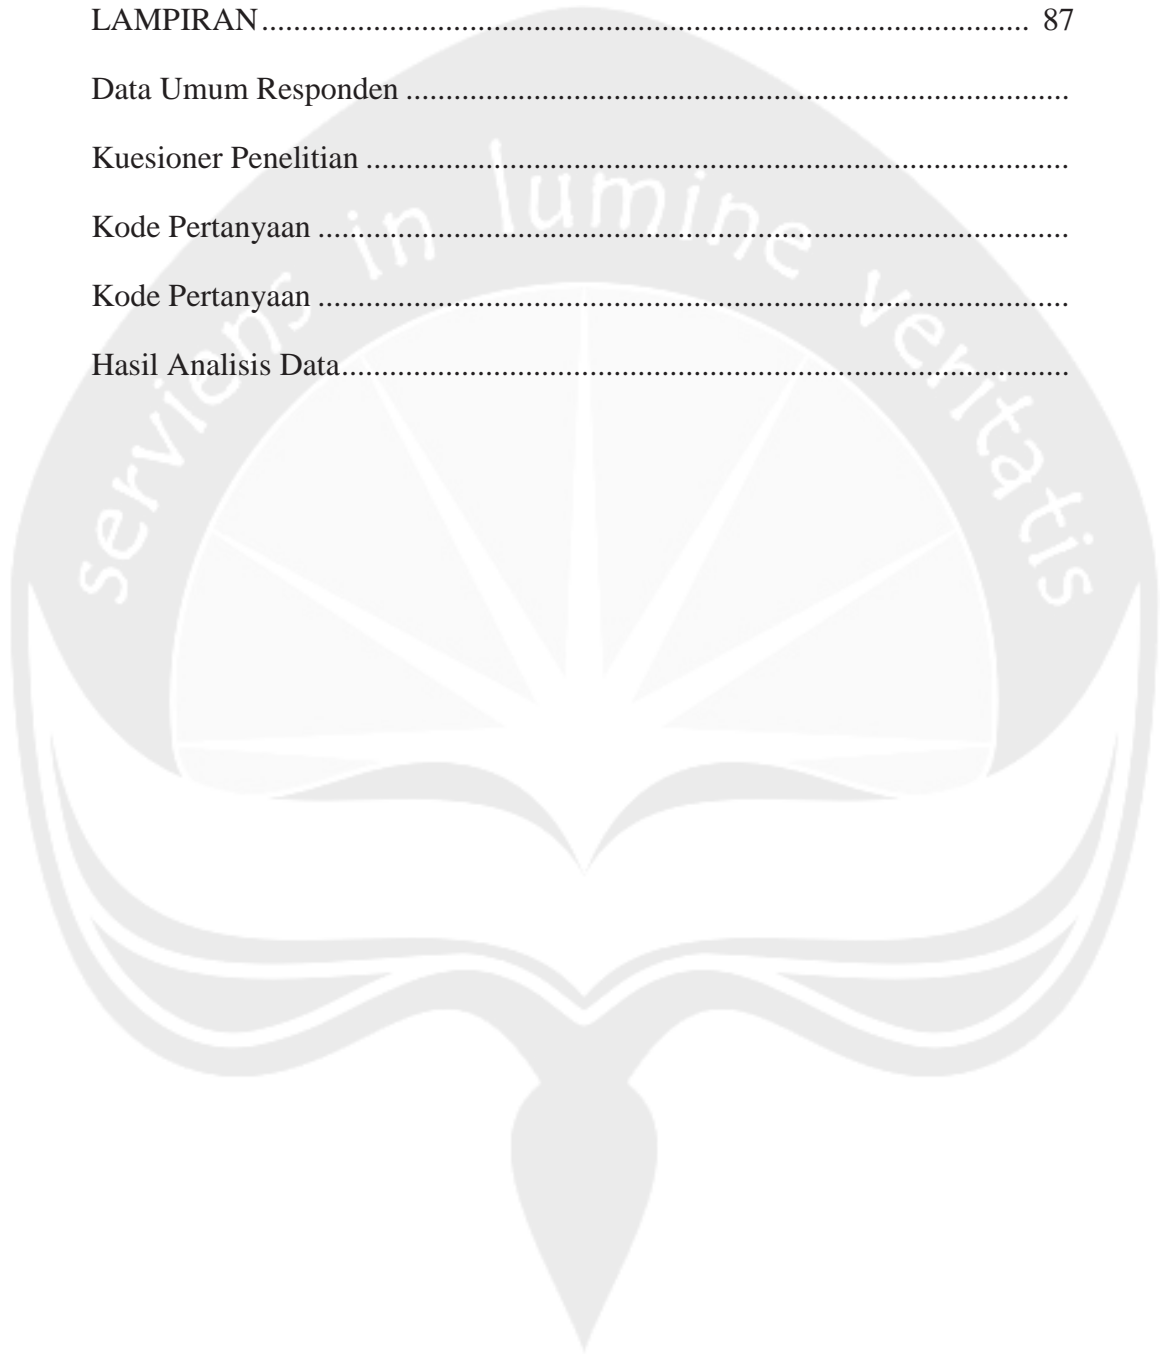 LAMPIRAN................................................................................................ 87
Data Umum Responden ...................................................................................
Kuesioner Penelitian ........................................................................................
Kode Pertanyaan ..............................................................................................
Kode Pertanyaan ..............................................................................................
Hasil Analisis Data...........................................................................................
serviens in lumine veritatis